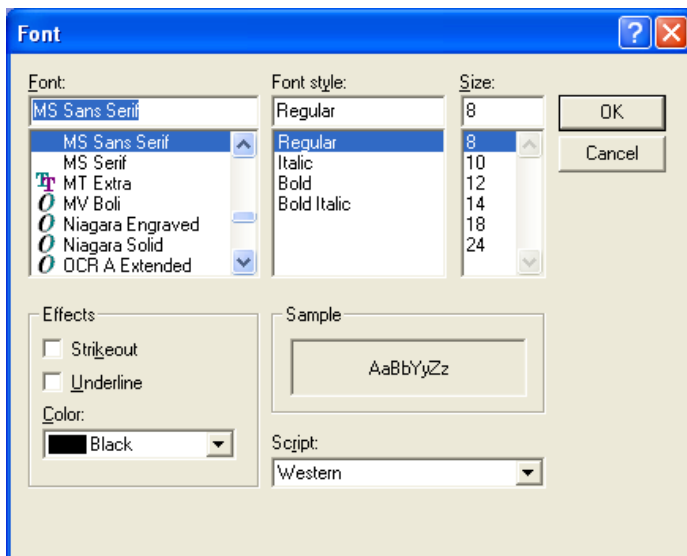 Font
Font:
MS Sans Serif
MS Sans Serif
MS Serif
MT Extra
MV Boli
Niagara Engraved
Niagara Solid
OCR A Extended
Font style:
Regular
Regular
Italic
Bold
Bold Italic
Size:
8
8
10
12
14
18
24
OK
Cancel
Effects
Strikeout
Underline
Color:
Black
Sample
AaBbYyZz
Script:
Western